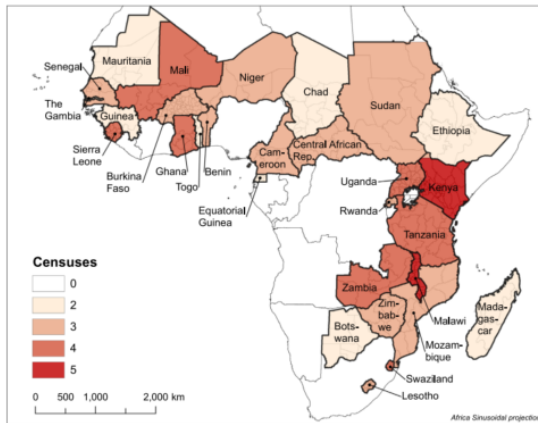 Senegal
Mauritania
Mali
Niger
Chad
Sudan
The
Gambia
Guinea
Ethiopia
Sierra
Leone
Burkina
Faso
Ghana
Togo
Benin
Cam-
eroon
Central African
Rep.
Equatorial
Guinea
Uganda
Kenya
Rwanda
Tanzania
Censuses
0
2
3
4
5
Zambia
Malawi
Zim-
bab-
we
Mada-
gas-
car
Bots-
wana
Mozam-
bique
Swaziland
Lesotho
0 500 1,000 2,000 km
Africa Sinusoidal projection